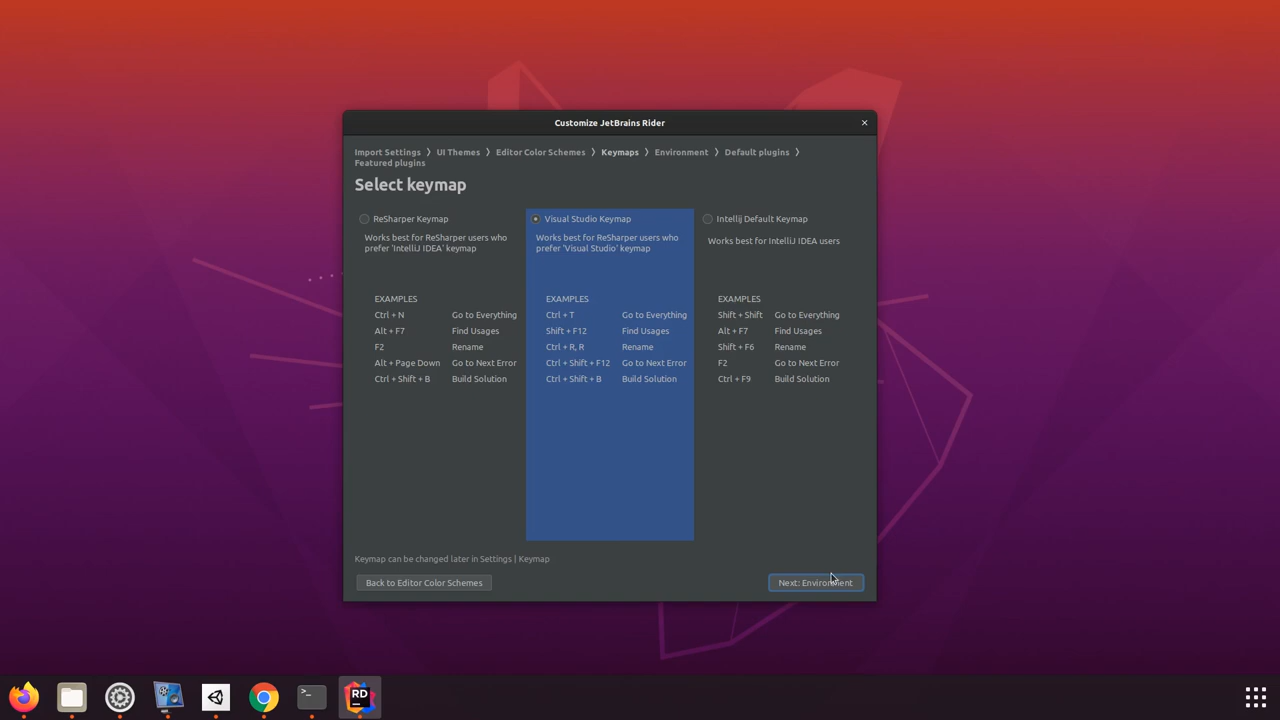 Customize JetBrains Rider
Import Settings > UI Themes > Editor Color Schemes > Keymaps > Environment > Default plugins >
Featured plugins
Select keymap
ReSharper Keymap
Works best for ReSharper users who
prefer 'IntelliJ IDEA' keymap
EXAMPLES
Ctrl + N Go to Everything
Alt + F7 Find Usages
F2 Rename
Alt + Page Down Go to Next Error
Ctrl + Shift + B Build Solution
Visual Studio Keymap
Works best for ReSharper users who
prefer 'Visual Studio' keymap
EXAMPLES
Ctrl + T Go to Everything
Shift + F12 Find Usages
Ctrl + R, R Rename
Ctrl + Shift + F12 Go to Next Error
Ctrl + Shift + B Build Solution
Intellij Default Keymap
Works best for IntelliJ IDEA users
EXAMPLES
Shift + Shift Go to Everything
Alt + F7 Find Usages
Shift + F6 Rename
F2 Go to Next Error
Ctrl + F9 Build Solution
Keymap can be changed later in Settings | Keymap
Back to Editor Color Schemes
Next: Environment
>_
RD